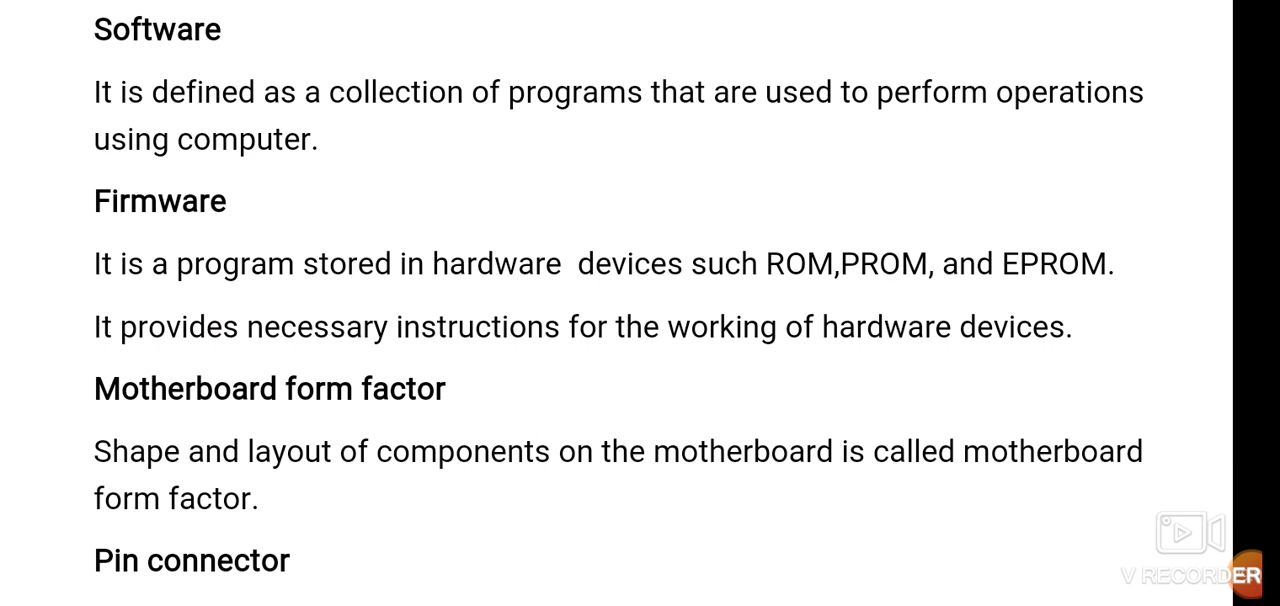 Software
It is defined as a collection of programs that are used to perform operations
using computer.
Firmware
It is a program stored in hardware  devices such ROM,PROM, and EPROM.
It provides necessary instructions for the working of hardware devices.
Motherboard form factor
Shape and layout of components on the motherboard is called motherboard
form factor.
Pin connector
V RECORDER